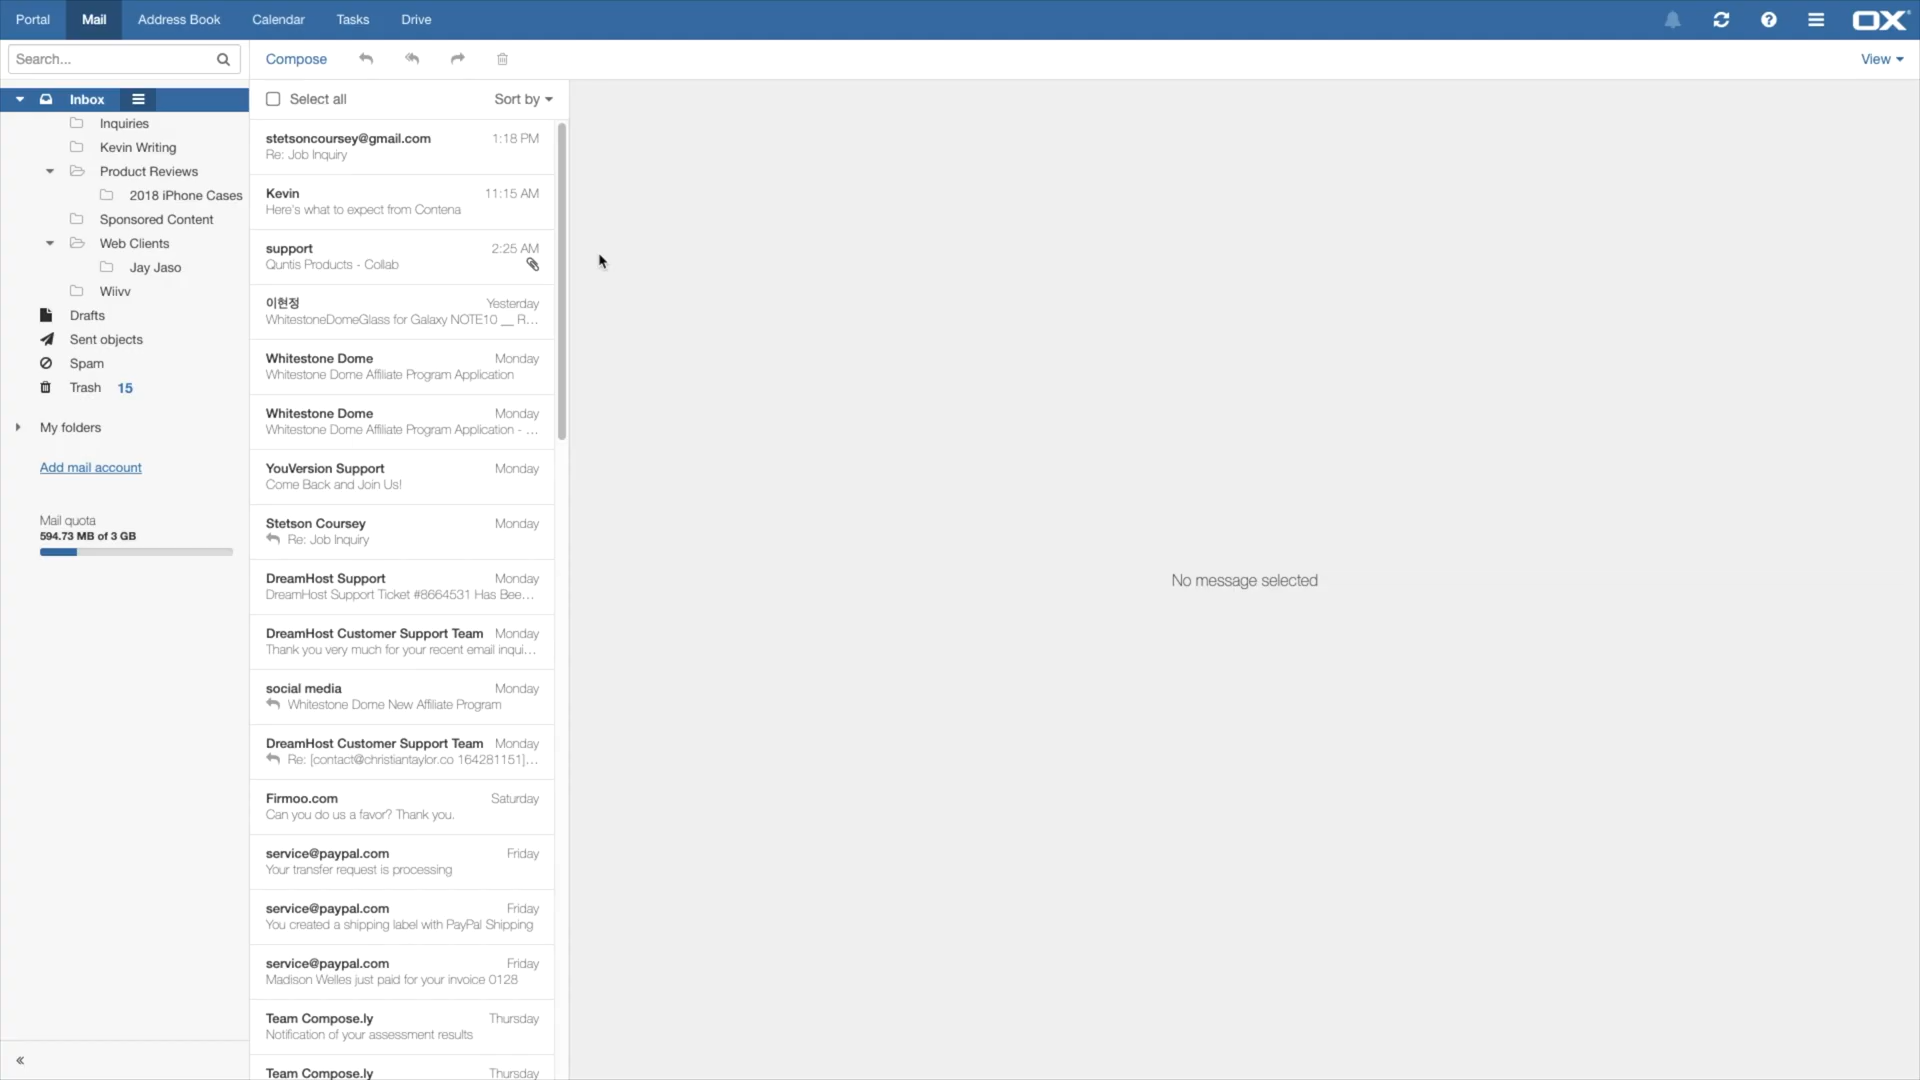 Portal
Mail
Address Book
Calendar
Tasks
Drive
OX
Search...
Compose
View
Inbox
Inquiries
Kevin Writing
Product Reviews
2018 iPhone Cases
Sponsored Content
Web Clients
Jay Jaso
Wiivv
Drafts
Sent objects
Spam
Trash 15
My folders
Add mail account
Mail quota
594.73 MB of 3 GB
Select all
Sort by
stetsoncoursey@gmail.com 1:18 PM
Re: Job Inquiry
Kevin 11:15 AM
Here's what to expect from Contena
support 2:25 AM
Quntis Products - Collab
이현정 Yesterday
WhitestoneDomeGlass for Galaxy NOTE10 __ R...
Whitestone Dome Monday
Whitestone Dome Affiliate Program Application
Whitestone Dome Monday
Whitestone Dome Affiliate Program Application - ...
YouVersion Support Monday
Come Back and Join Us!
Stetson Coursey Monday
Re: Job Inquiry
DreamHost Support Monday
DreamHost Support Ticket #8664531 Has Bee...
DreamHost Customer Support Team Monday
Thank you very much for your recent email inqui...
social media Monday
Whitestone Dome New Affiliate Program
DreamHost Customer Support Team Monday
Re: [contact@christiantaylor.co 164281151]...
Firmoo.com Saturday
Can you do us a favor? Thank you.
service@paypal.com Friday
Your transfer request is processing
service@paypal.com Friday
You created a shipping label with PayPal Shipping
service@paypal.com Friday
Madison Welles just paid for your invoice 0128
Team Compose.ly Thursday
Notification of your assessment results
Team Compose.ly Thursday
No message selected